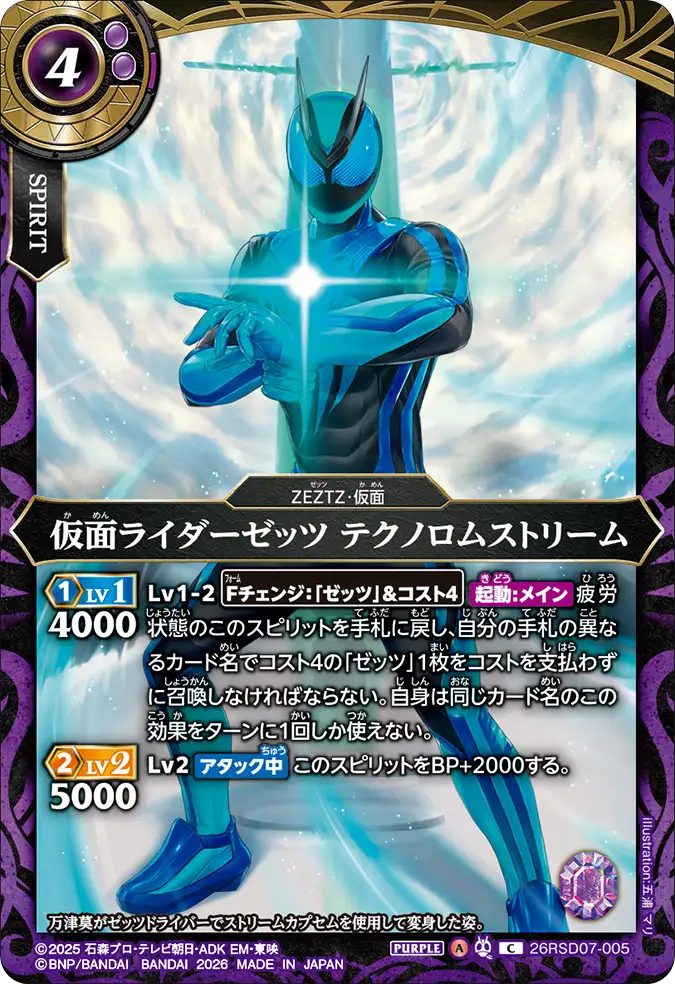 4
SPIRIT
ZEZTZ・仮面
仮面ライダーゼッツ テクノロムストリーム
1 LV1
4000
Lv1-2 Fチェンジ:「ゼッツ」&コスト4 起動:メイン 疲労
状態のこのスピリットを手札に戻し、自分の手札の異な
るカード名でコスト4の「ゼッツ」1枚をコストを支払わず
に召喚しなければならない。自身は同じカード名のこの
効果をターンに1回しか使えない。
2 LV2
5000
Lv2 アタック中 このスピリットをBP+2000する。
illustration:五浦 マリ
万津莫がゼッツドライバーでストリームカプセムを使用して変身した姿。
©2025 石森プロ・テレビ朝日・ADK EM・東映
©BNP/BANDAI BANDAI 2026 MADE IN JAPAN
PURPLE A C 26RSD07-005